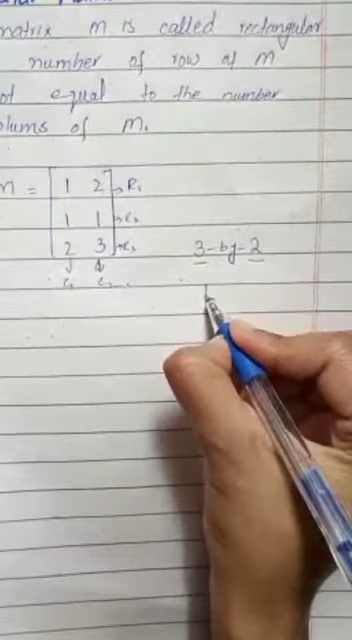 matrix M is called rectangular
number of row of M
equal to the number
of M.
M = 1 2 → R1
1 1 → R2
2 3 → R3
3-by-2
C1 C2